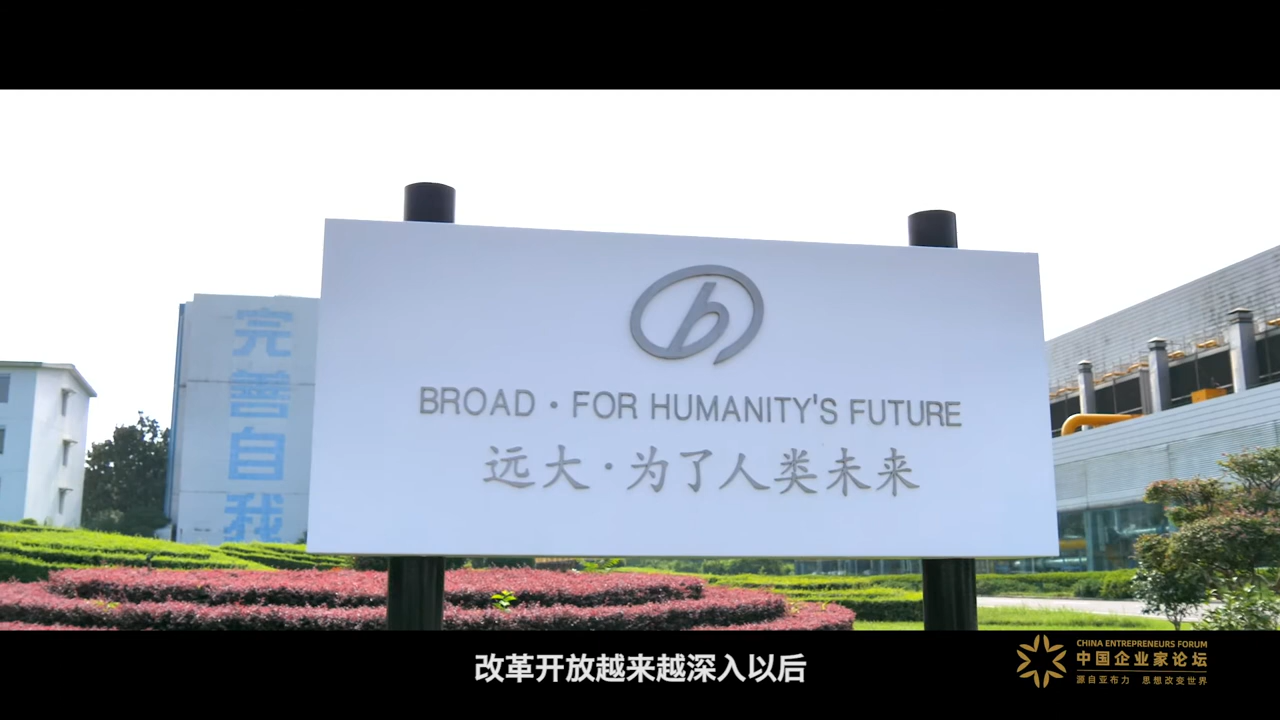 完善自我
BROAD · FOR HUMANITY'S FUTURE
远大·为了人类未来
改革开放越来越深入以后
CHINA ENTREPRENEURS FORUM
中国企业家论坛
源自亚布力 思想改变世界